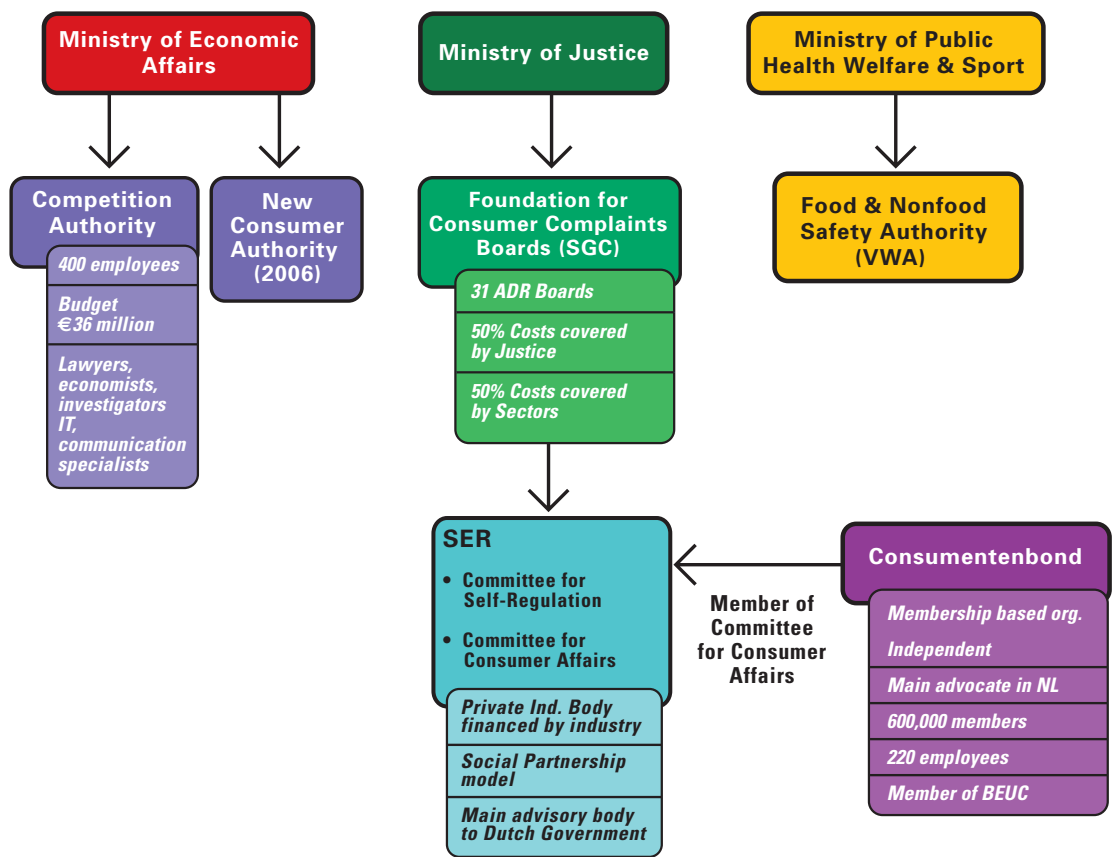 Ministry of Economic
Affairs
Ministry of Justice
Ministry of Public
Health Welfare & Sport
Competition
Authority
400 employees
Budget
€36 million
Lawyers,
economists,
investigators
IT,
communication
specialists
New
Consumer
Authority
(2006)
Foundation for
Consumer Complaints
Boards (SGC)
31 ADR Boards
50% Costs covered
by Justice
50% Costs covered
by Sectors
Food & Nonfood
Safety Authority
(VWA)
SER
• Committee for
Self-Regulation
• Committee for
Consumer Affairs
Private Ind. Body
financed by industry
Social Partnership
model
Main advisory body
to Dutch Government
Member of
Committee
for Consumer
Affairs
Consumentenbond
Membership based org.
Independent
Main advocate in NL
600,000 members
220 employees
Member of BEUC